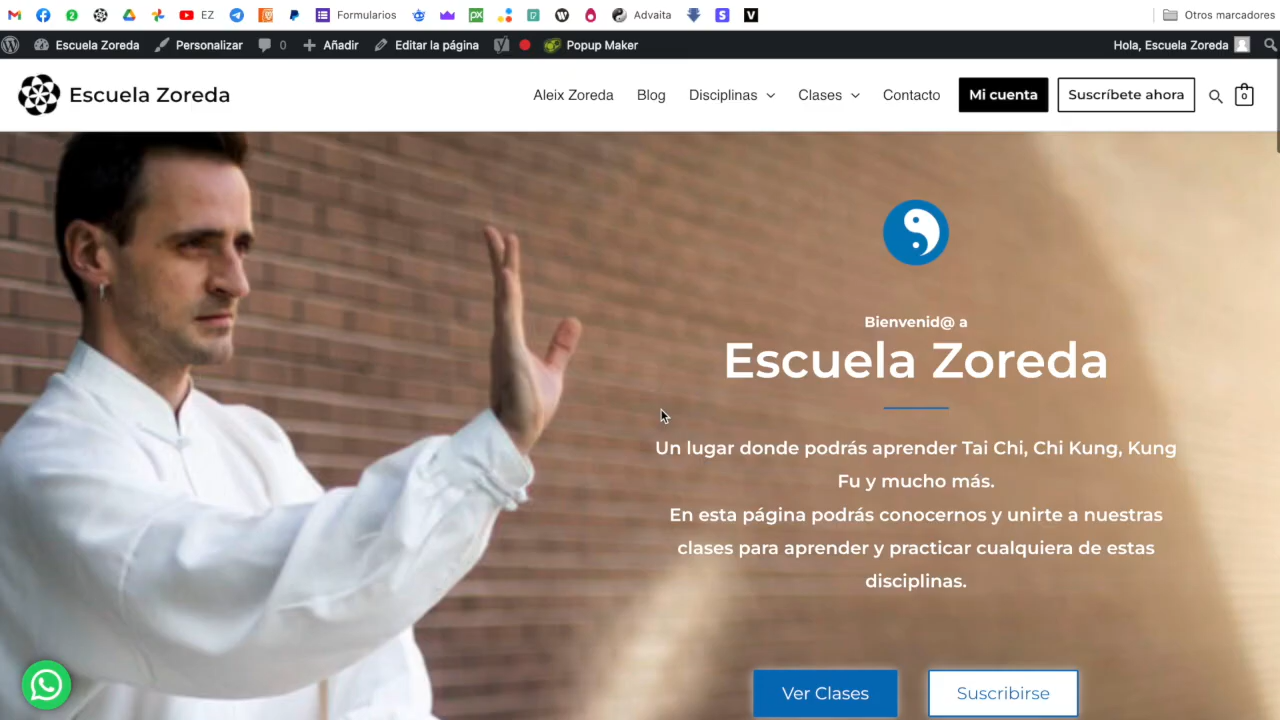 EZ
Formularios
Advaita
Otros marcadores
Escuela Zoreda
Personalizar
0
Añadir
Editar la página
Popup Maker
Hola, Escuela Zoreda
Escuela Zoreda
Aleix Zoreda
Blog
Disciplinas
Clases
Contacto
Mi cuenta
Suscríbete ahora
0
Bienvenid@ a
Escuela Zoreda
Un lugar donde podrás aprender Tai Chi, Chi Kung, Kung
Fu y mucho más.
En esta página podrás conocernos y unirte a nuestras
clases para aprender y practicar cualquiera de estas
disciplinas.
Ver Clases
Suscribirse